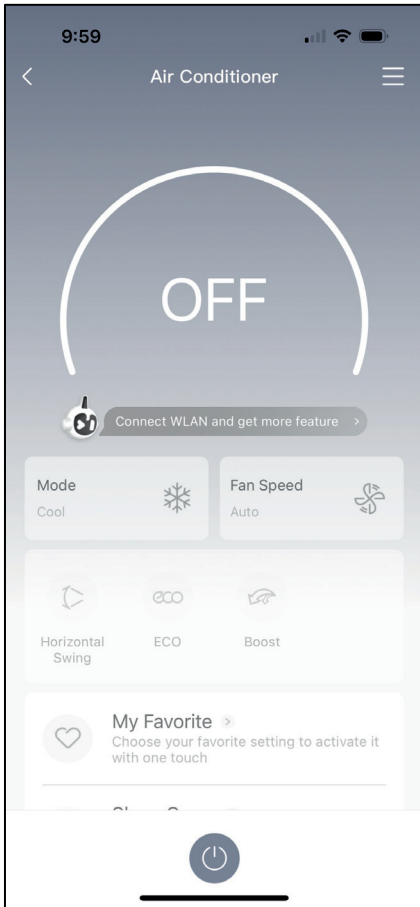 9:59
Air Conditioner
OFF
Connect WLAN and get more feature >
Mode
Cool
Fan Speed
Auto
eco
Horizontal
Swing
ECO
Boost
My Favorite >
Choose your favorite setting to activate it
with one touch